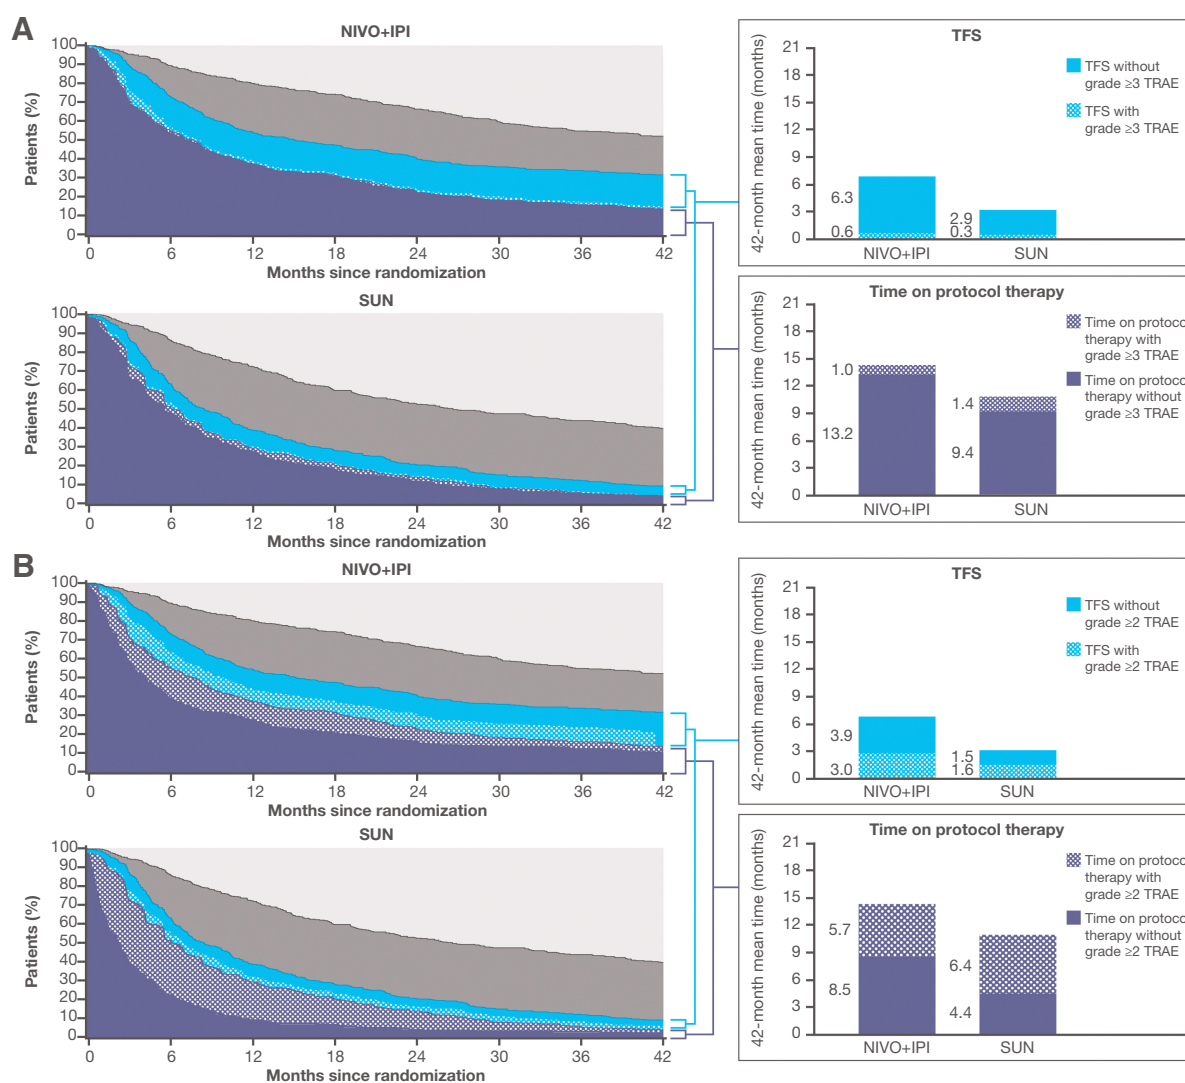 A
NIVO+IPI
Patients (%)
100
90
80
70
60
50
40
30
20
10
0
0 6 12 18 24 30 36 42
Months since randomization
SUN
Patients (%)
100
90
80
70
60
50
40
30
20
10
0
0 6 12 18 24 30 36 42
Months since randomization
TFS
42-month mean time (months)
21
18
15
12
9
6
3
0
6.3
0.6
2.9
0.3
NIVO+IPI SUN
TFS without
grade ≥3 TRAE
TFS with
grade ≥3 TRAE
Time on protocol therapy
42-month mean time (months)
21
18
15
12
9
6
3
0
1.0
13.2
1.4
9.4
NIVO+IPI SUN
Time on protoco
therapy with
grade ≥3 TRAE
Time on protoco
therapy without
grade ≥3 TRAE
B
NIVO+IPI
Patients (%)
100
90
80
70
60
50
40
30
20
10
0
0 6 12 18 24 30 36 42
Months since randomization
SUN
Patients (%)
100
90
80
70
60
50
40
30
20
10
0
0 6 12 18 24 30 36 42
Months since randomization
TFS
42-month mean time (months)
21
18
15
12
9
6
3
0
3.9
3.0
1.5
1.6
NIVO+IPI SUN
TFS without
grade ≥2 TRAE
TFS with
grade ≥2 TRAE
Time on protocol therapy
42-month mean time (months)
21
18
15
12
9
6
3
0
5.7
8.5
6.4
4.4
NIVO+IPI SUN
Time on protoco
therapy with
grade ≥2 TRAE
Time on protoco
therapy without
grade ≥2 TRAE